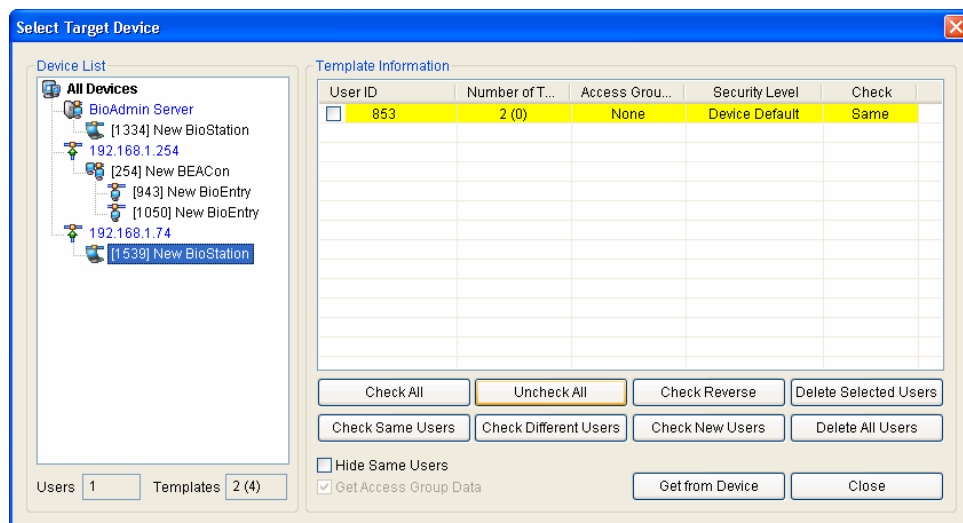 Select Target Device
Device List
All Devices
BioAdmin Server
[1334] New BioStation
192.168.1.254
[254] New BEACon
[943] New BioEntry
[1050] New BioEntry
192.168.1.74
[1539] New BioStation
Users 1 Templates 2 (4)
Template Information
User ID Number of T... Access Grou... Security Level Check
853 2 (0) None Device Default Same
Check All Uncheck All Check Reverse Delete Selected Users
Check Same Users Check Different Users Check New Users Delete All Users
Hide Same Users
Get Access Group Data
Get from Device Close